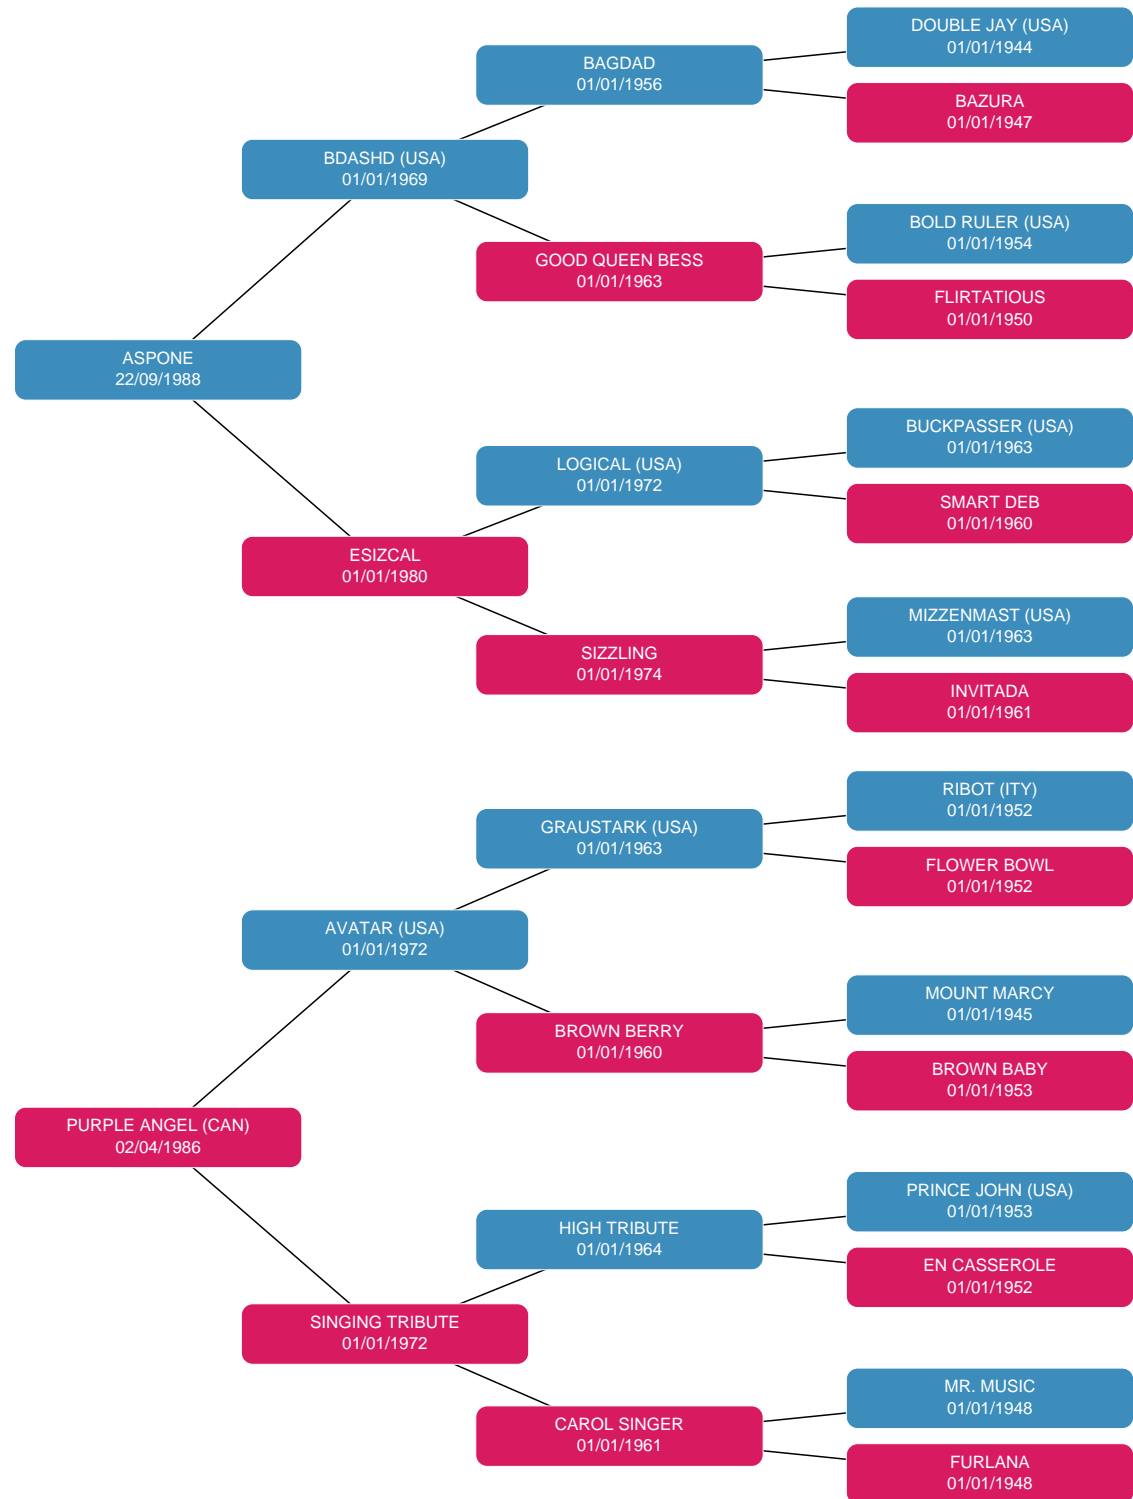 DOUBLE JAY (USA)
01/01/1944
BAGDAD
01/01/1956
BAZURA
01/01/1947
BDASHD (USA)
01/01/1969
BOLD RULER (USA)
01/01/1954
GOOD QUEEN BESS
01/01/1963
FLIRTATIOUS
01/01/1950
ASPONE
22/09/1988
BUCKPASSER (USA)
01/01/1963
LOGICAL (USA)
01/01/1972
SMART DEB
01/01/1960
ESIZCAL
01/01/1980
MIZZENMAST (USA)
01/01/1963
SIZZLING
01/01/1974
INVITADA
01/01/1961
RIBOT (ITY)
01/01/1952
GRAUSTARK (USA)
01/01/1963
FLOWER BOWL
01/01/1952
AVATAR (USA)
01/01/1972
MOUNT MARCY
01/01/1945
BROWN BERRY
01/01/1960
BROWN BABY
01/01/1953
PURPLE ANGEL (CAN)
02/04/1986
PRINCE JOHN (USA)
01/01/1953
HIGH TRIBUTE
01/01/1964
EN CASSEROLE
01/01/1952
SINGING TRIBUTE
01/01/1972
MR. MUSIC
01/01/1948
CAROL SINGER
01/01/1961
FURLANA
01/01/1948